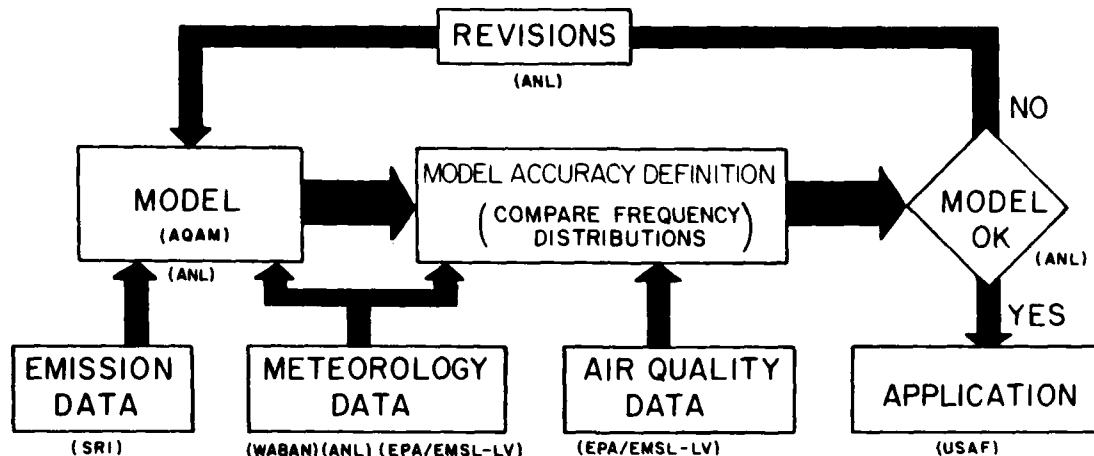 REVISIONS
(ANL)
NO
MODEL
(AQAM)
(ANL)
MODEL ACCURACY DEFINITION
(COMPARE FREQUENCY
DISTRIBUTIONS)
MODEL
OK
(ANL)
YES
EMISSION
DATA
(SRI)
METEOROLOGY
DATA
(WABAN) (ANL) (EPA/EMSL-LV)
AIR QUALITY
DATA
(EPA/EMSL-LV)
APPLICATION
(USAF)